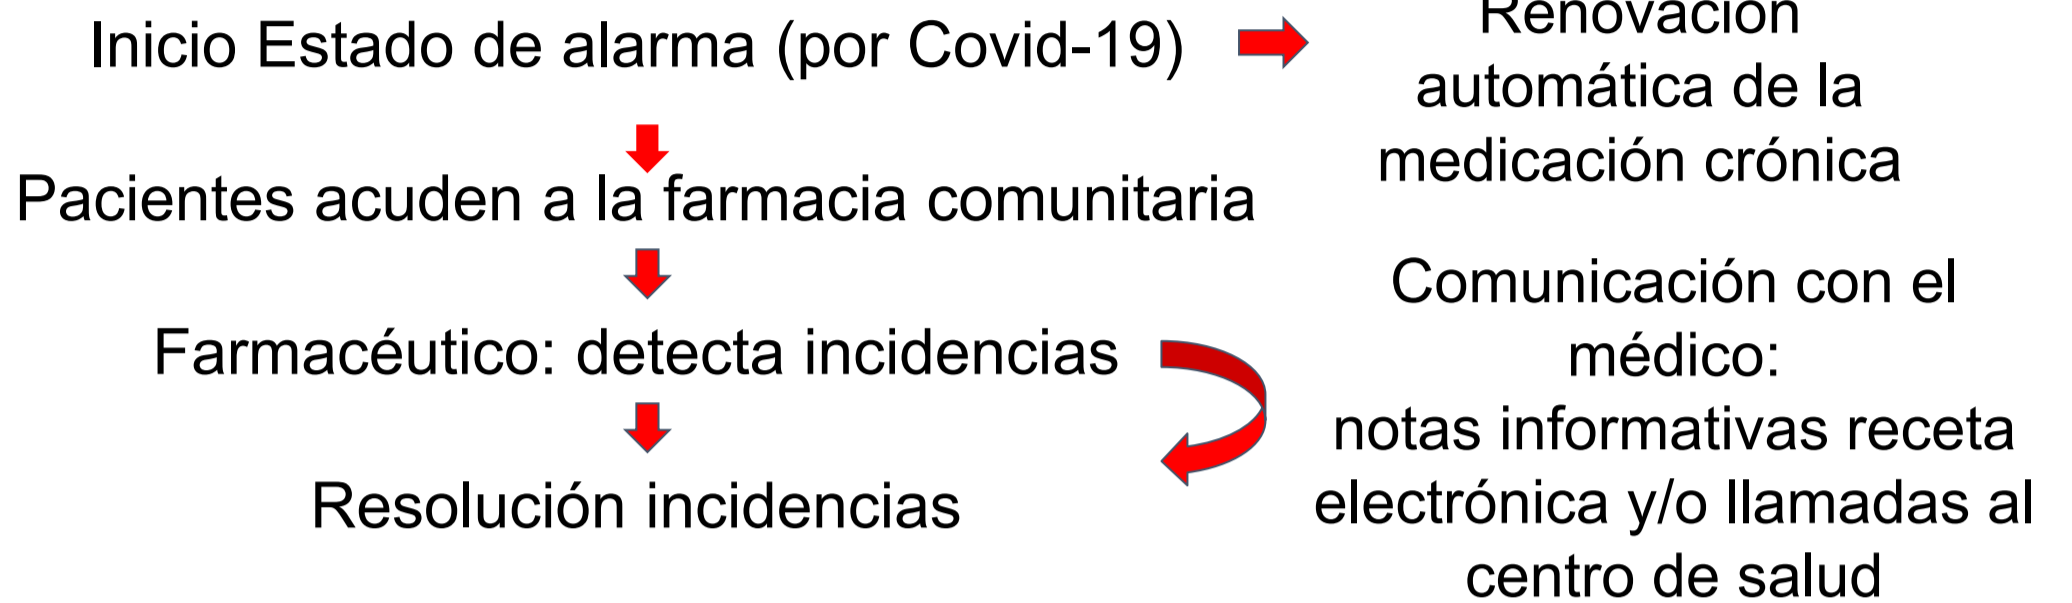 Inicio Estado de alarma (por Covid-19)
Renovación
automática de la
medicación crónica
Pacientes acuden a la farmacia comunitaria
Farmacéutico: detecta incidencias
Comunicación con el
médico:
notas informativas receta
electrónica y/o llamadas al
centro de salud
Resolución incidencias